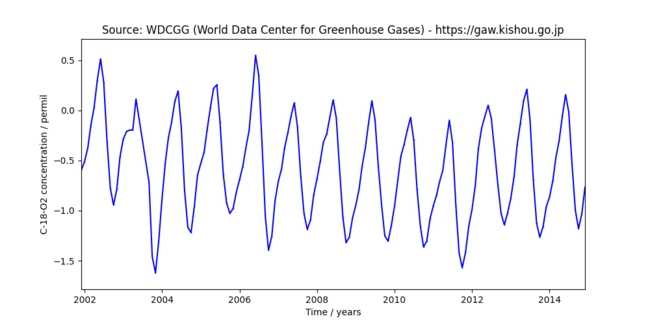 Source: WDCGG (World Data Center for Greenhouse Gases) - https://gaw.kishou.go.jp
C-18-O2 concentration / permil
0.5
0.0
−0.5
−1.0
−1.5
2002 2004 2006 2008 2010 2012 2014
Time / years